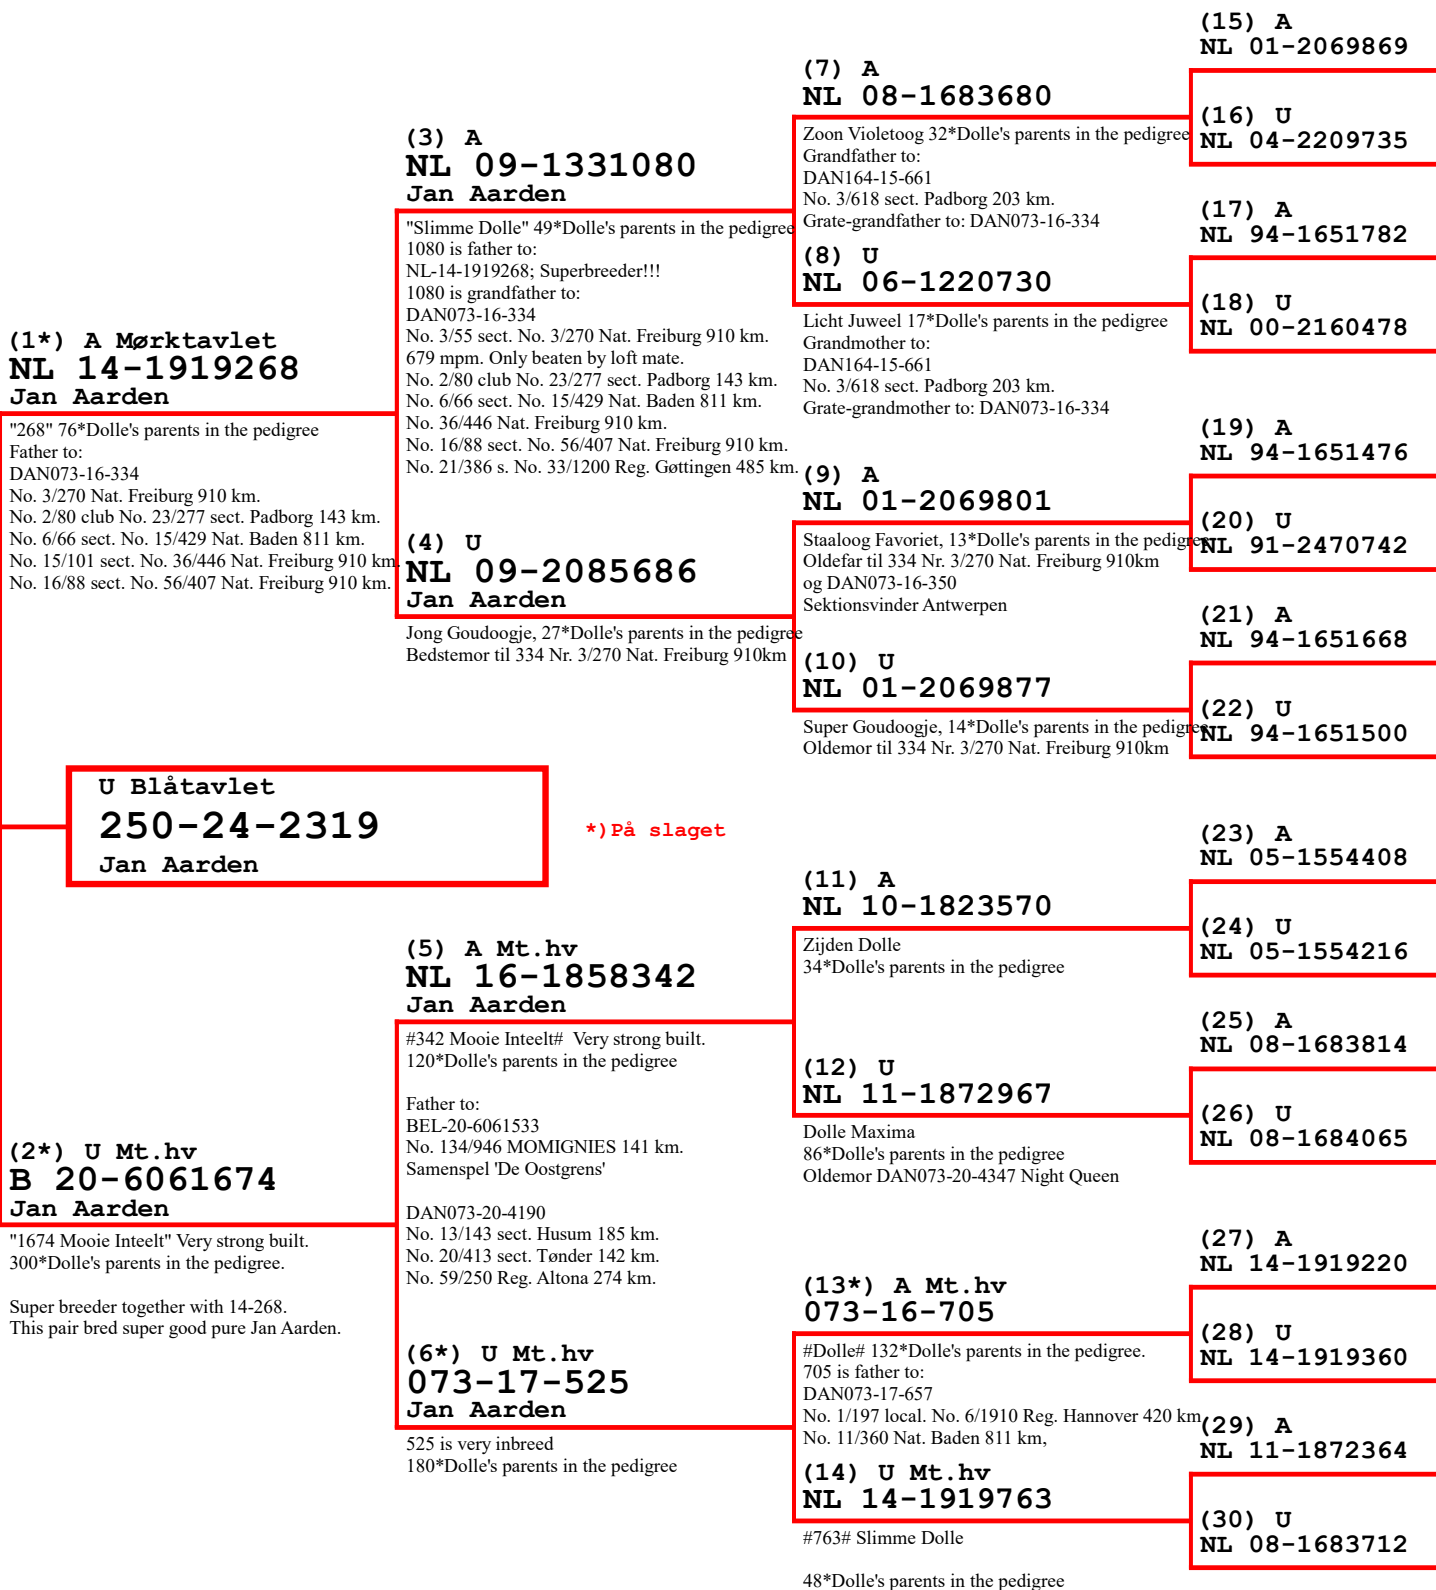 (1*) A Mørktavlet
NL 14-1919268
Jan Aarden
"268" 76*Dolle's parents in the pedigree
Father to:
DAN073-16-334
No. 3/270 Nat. Freiburg 910 km.
No. 2/80 club No. 23/277 sect. Padborg 143 km.
No. 6/66 sect. No. 15/429 Nat. Baden 811 km.
No. 15/101 sect. No. 36/446 Nat. Freiburg 910 km.
No. 16/88 sect. No. 56/407 Nat. Freiburg 910 km.
U Blåtavlet
250-24-2319
Jan Aarden
*)På slaget
(2*) U Mt.hv
B 20-6061674
Jan Aarden
"1674 Mooie Inteelt" Very strong built.
300*Dolle's parents in the pedigree.
Super breeder together with 14-268.
This pair bred super good pure Jan Aarden.
(3) A
NL 09-1331080
Jan Aarden
"Slimme Dolle" 49*Dolle's parents in the pedigree
1080 is father to:
NL-14-1919268; Superbreeder!!!
1080 is grandfather to:
DAN073-16-334
No. 3/55 sect. No. 3/270 Nat. Freiburg 910 km.
679 mpm. Only beaten by loft mate.
No. 2/80 club No. 23/277 sect. Padborg 143 km.
No. 6/66 sect. No. 15/429 Nat. Baden 811 km.
No. 36/446 Nat. Freiburg 910 km.
No. 16/88 sect. No. 56/407 Nat. Freiburg 910 km.
No. 21/386 s. No. 33/1200 Reg. Gøttingen 485 km.
(4) U
NL 09-2085686
Jan Aarden
Jong Goudoogje, 27*Dolle's parents in the pedigree
Bedstemor til 334 Nr. 3/270 Nat. Freiburg 910km
(5) A Mt.hv
NL 16-1858342
Jan Aarden
#342 Mooie Inteelt# Very strong built.
120*Dolle's parents in the pedigree
Father to:
BEL-20-6061533
No. 134/946 MOMIGNIES 141 km.
Samenspel 'De Oostgrens'
DAN073-20-4190
No. 13/143 sect. Husum 185 km.
No. 20/413 sect. Tønder 142 km.
No. 59/250 Reg. Altona 274 km.
(6*) U Mt.hv
073-17-525
Jan Aarden
525 is very inbreed
180*Dolle's parents in the pedigree
(7) A
NL 08-1683680
Zoon Violetoog 32*Dolle's parents in the pedigree
Grandfather to:
DAN164-15-661
No. 3/618 sect. Padborg 203 km.
Grate-grandfather to: DAN073-16-334
(8) U
NL 06-1220730
Licht Juweel 17*Dolle's parents in the pedigree
Grandmother to:
DAN164-15-661
No. 3/618 sect. Padborg 203 km.
Grate-grandmother to: DAN073-16-334
(9) A
NL 01-2069801
Staaloog Favoriet, 13*Dolle's parents in the pedigree
Oldefar til 334 Nr. 3/270 Nat. Freiburg 910km
og DAN073-16-350
Sektionsvinder Antwerpen
(10) U
NL 01-2069877
Super Goudoogje, 14*Dolle's parents in the pedigree
Oldemor til 334 Nr. 3/270 Nat. Freiburg 910km
(11) A
NL 10-1823570
Zijden Dolle
34*Dolle's parents in the pedigree
(12) U
NL 11-1872967
Dolle Maxima
86*Dolle's parents in the pedigree
Oldemor DAN073-20-4347 Night Queen
(13*) A Mt.hv
073-16-705
#Dolle# 132*Dolle's parents in the pedigree.
705 is father to:
DAN073-17-657
No. 1/197 local. No. 6/1910 Reg. Hannover 420 km
No. 11/360 Nat. Baden 811 km,
(14) U Mt.hv
NL 14-1919763
#763# Slimme Dolle
48*Dolle's parents in the pedigree
(15) A
NL 01-2069869
(16) U
NL 04-2209735
(17) A
NL 94-1651782
(18) U
NL 00-2160478
(19) A
NL 94-1651476
(20) U
NL 91-2470742
(21) A
NL 94-1651668
(22) U
NL 94-1651500
(23) A
NL 05-1554408
(24) U
NL 05-1554216
(25) A
NL 08-1683814
(26) U
NL 08-1684065
(27) A
NL 14-1919220
(28) U
NL 14-1919360
(29) A
NL 11-1872364
(30) U
NL 08-1683712